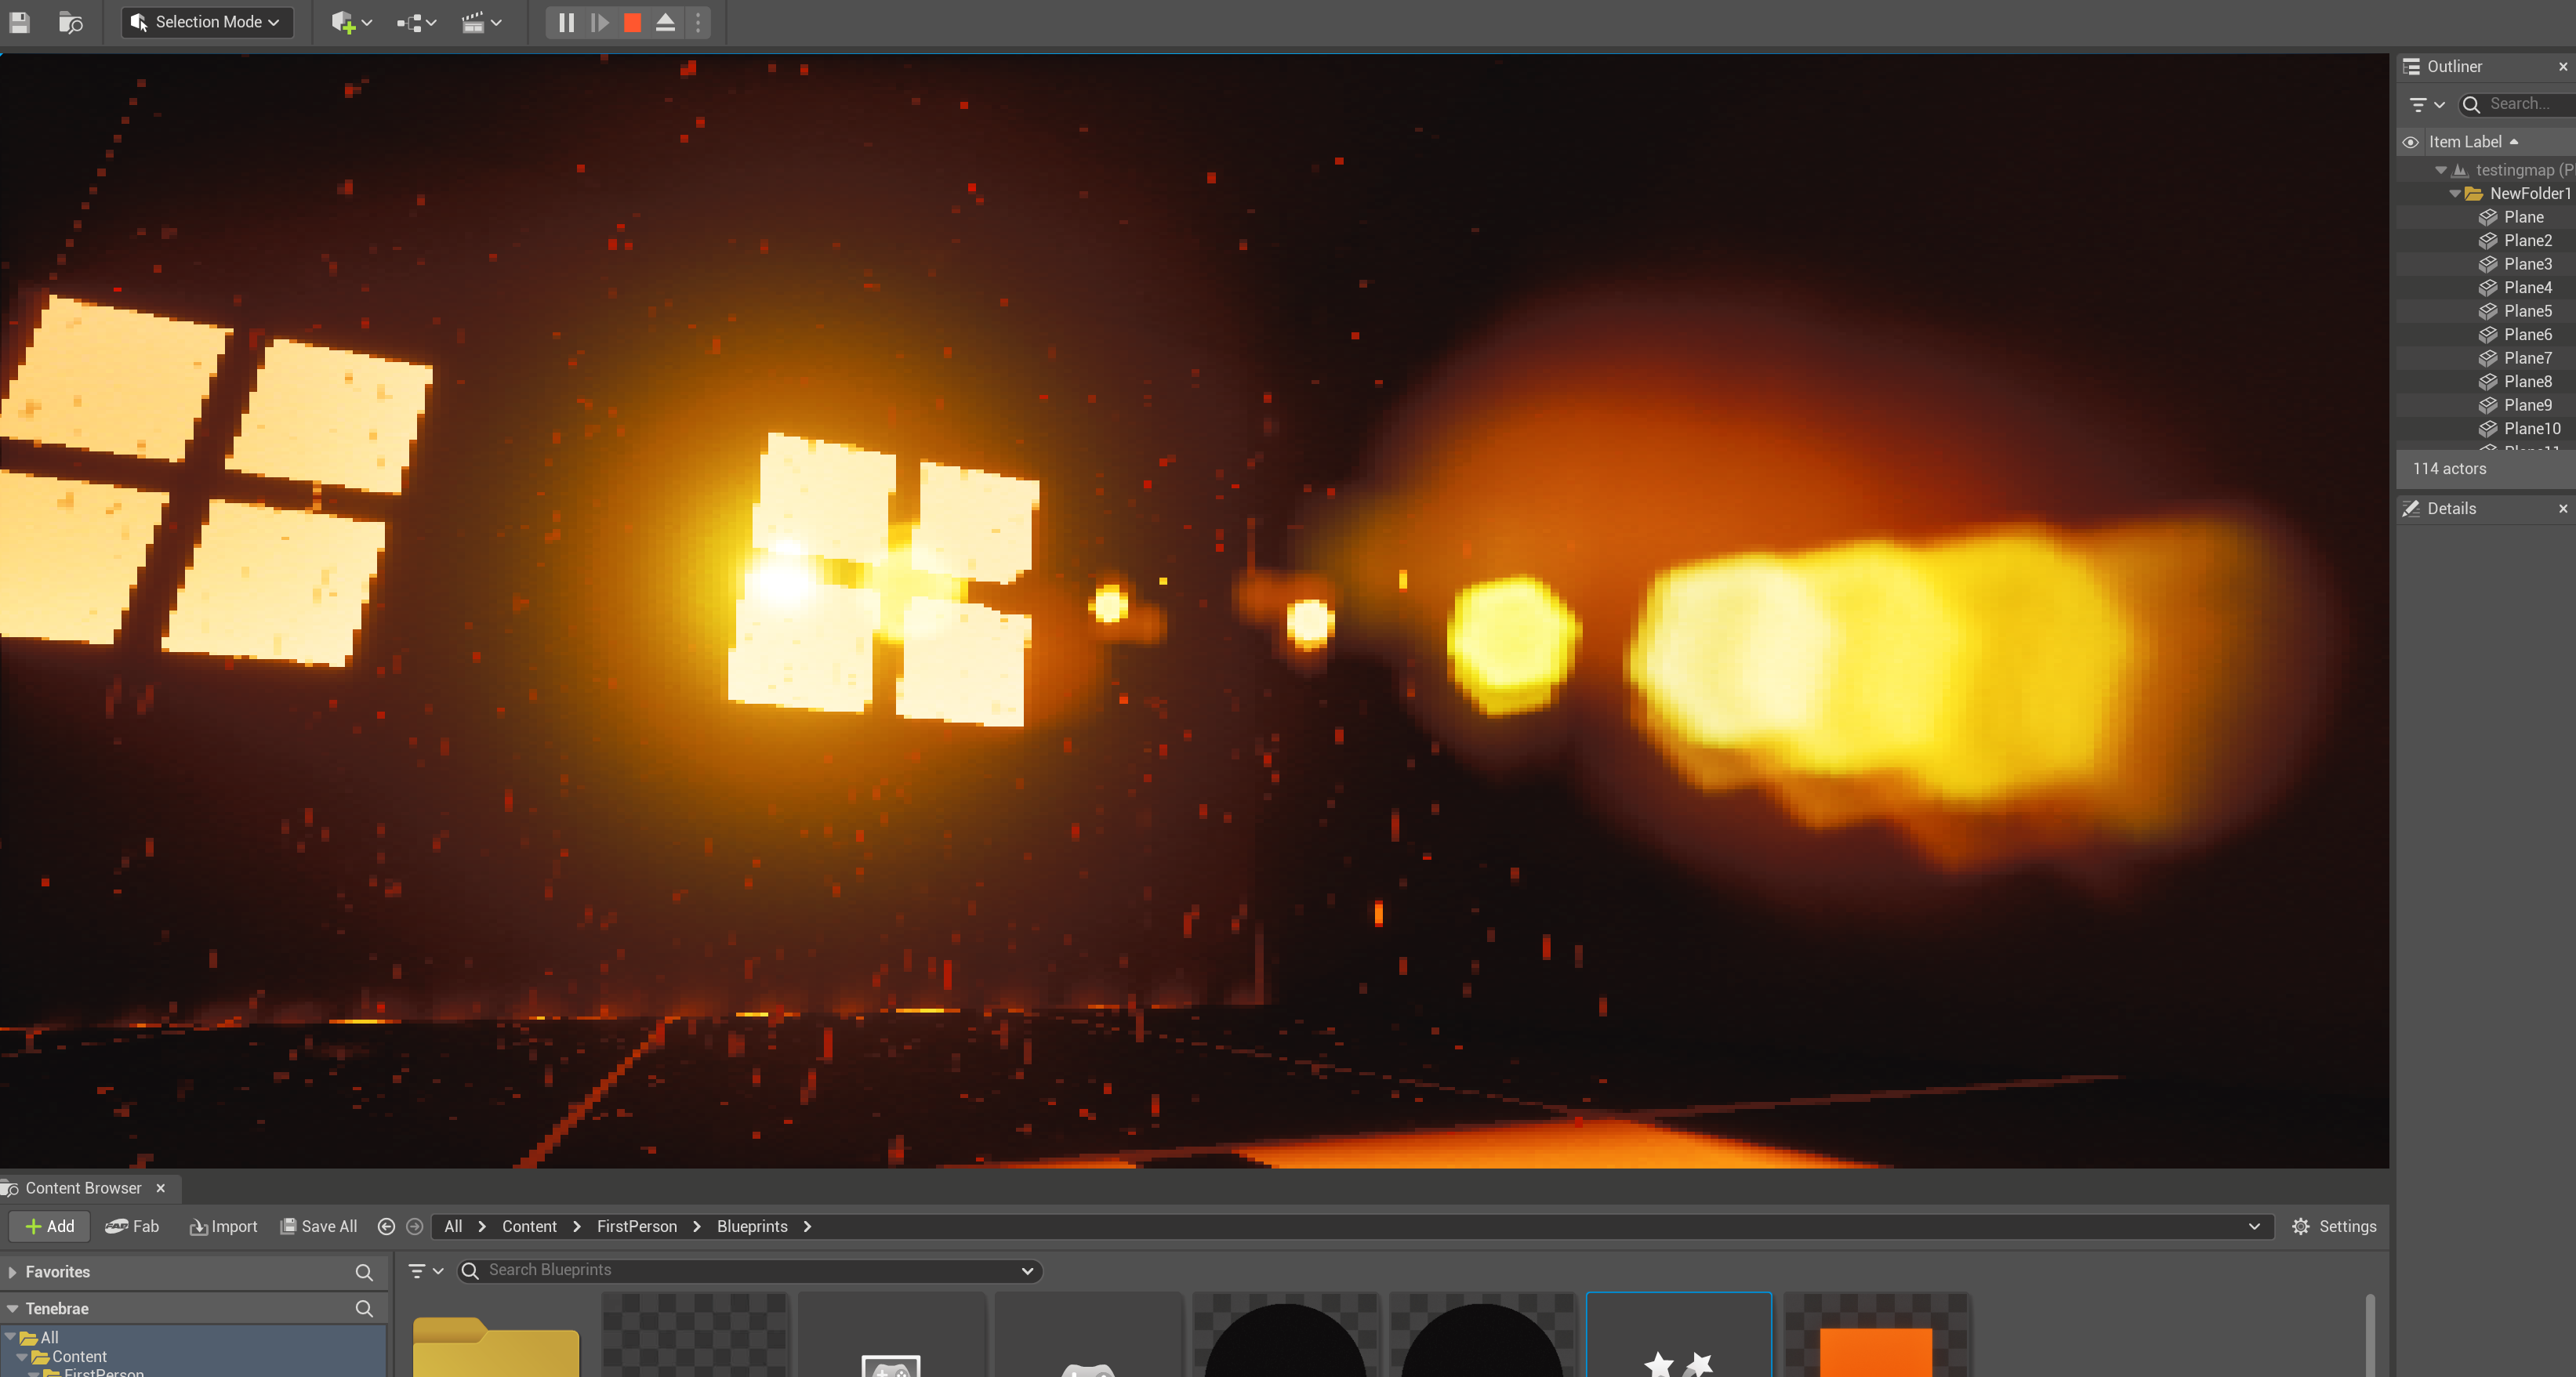 Selection Mode
Outliner
Search...
Item Label
testingmap (P
NewFolder1
Plane
Plane2
Plane3
Plane4
Plane5
Plane6
Plane7
Plane8
Plane9
Plane10
114 actors
Details
Content Browser
Add Fab Import Save All All Content FirstPerson Blueprints Settings
Favorites
Search Blueprints
Tenebrae
All
Content
FirstPerson